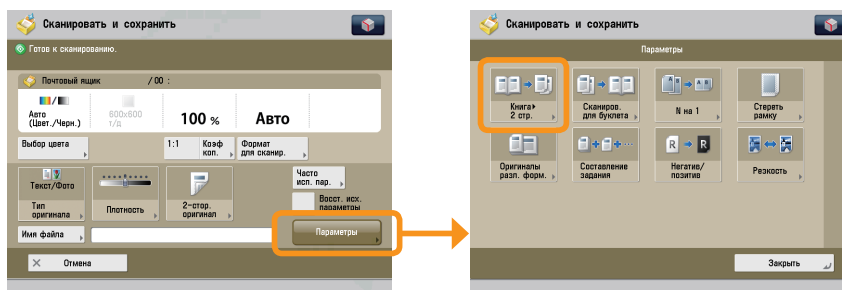 Сканировать и сохранить
Готов к сканированию.
Почтовый ящик / 00 :
Авто
(Цвет./Черн.)
600x600
т/д
100 %
Авто
Выбор цвета
1:1
Коэф
коп.
Формат
для сканир.
Текст/Фото
Тип
оригинала
Плотность
2-стор.
оригинал
Часто
исп. пар.
Восст. исх.
параметры
Имя файла
Параметры
Отмена
Сканировать и сохранить
Параметры
Книга
2 стр.
Сканиров.
для буклета
N на 1
Стереть
рамку
Оригиналы
разл. форм.
Составление
задания
R R
Негатив/
позитив
Резкость
Закрыть